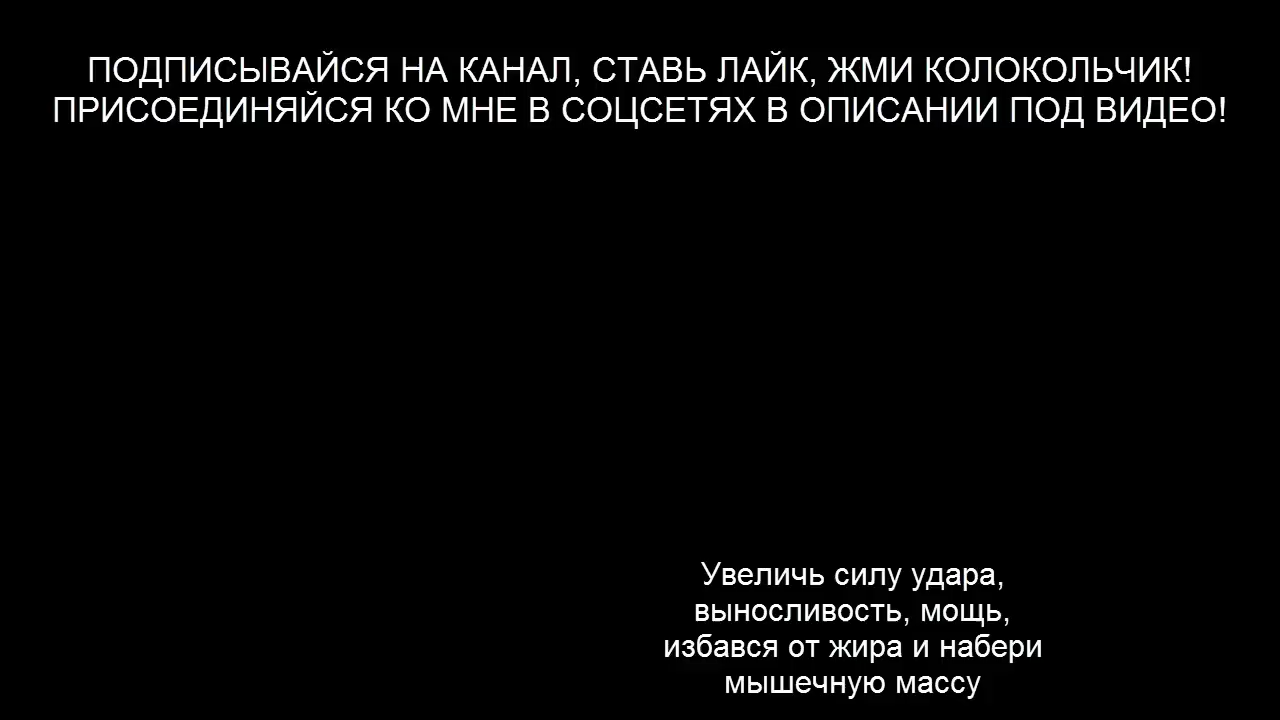 ПОДПИСЫВАЙСЯ НА КАНАЛ, СТАВЬ ЛАЙК, ЖМИ КОЛОКОЛЬЧИК!
ПРИСОЕДИНЯЙСЯ КО МНЕ В СОЦСЕТЯХ В ОПИСАНИИ ПОД ВИДЕО!
Увеличь силу удара,
выносливость, мощь,
избався от жира и набери
мышечную массу